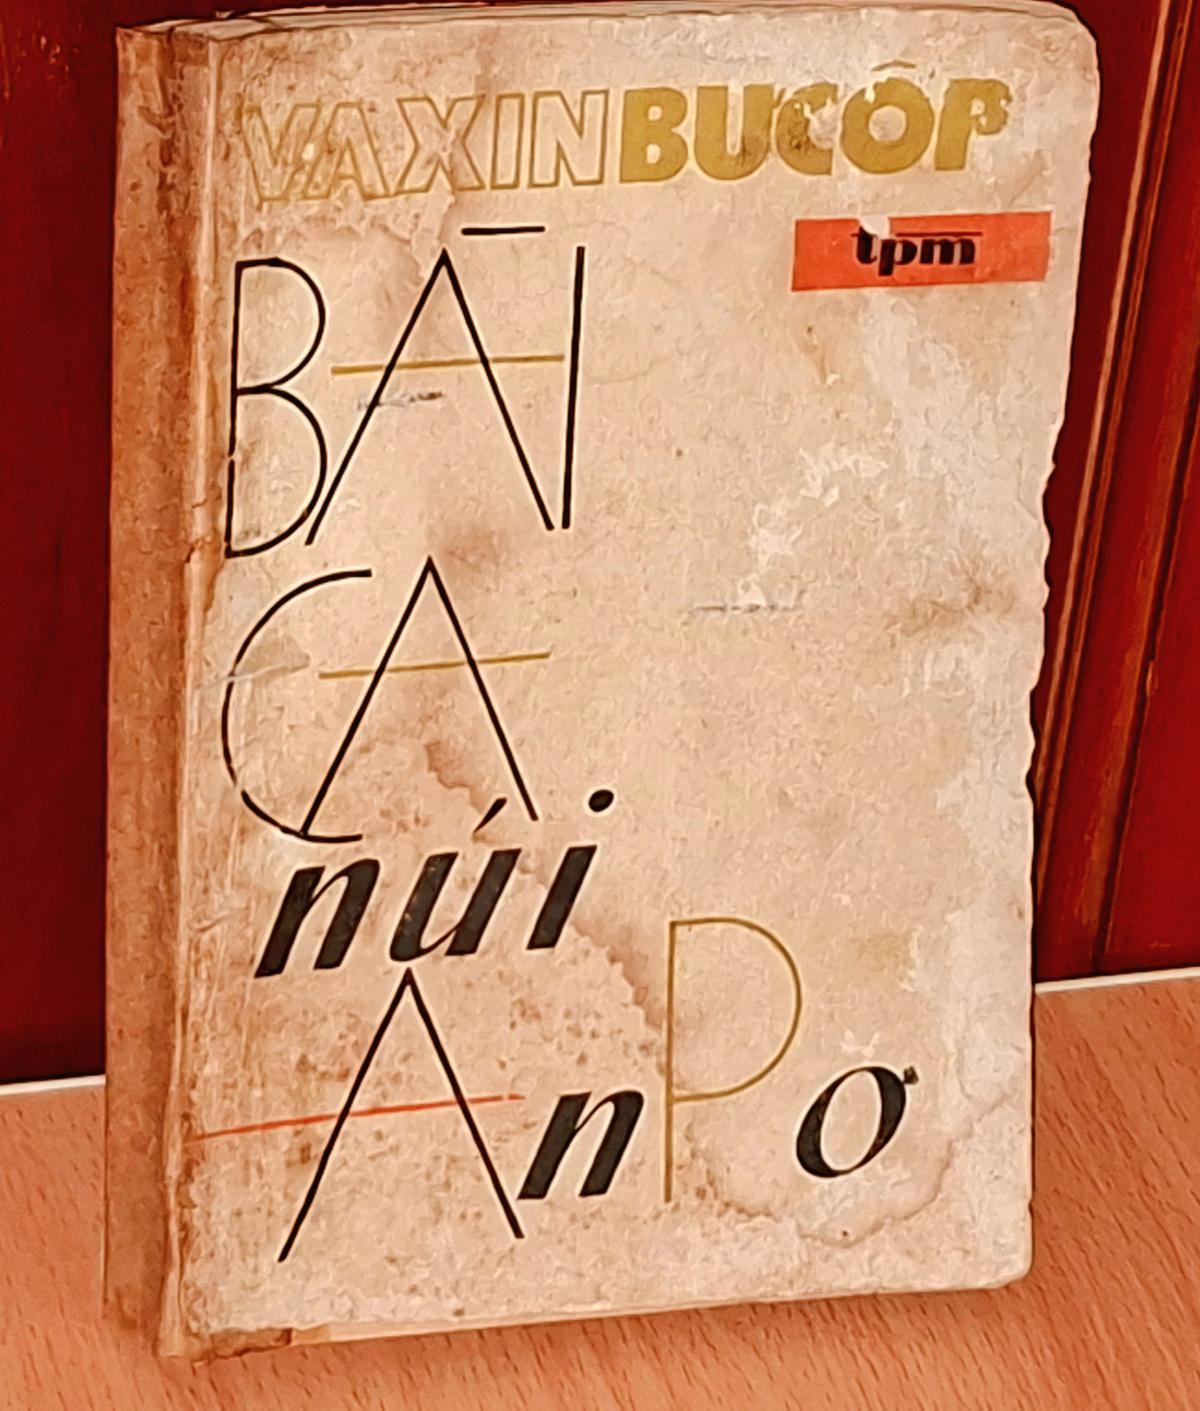 VAXIN BUCÔP
tpm
BÀI
CA
núi
AnPơ